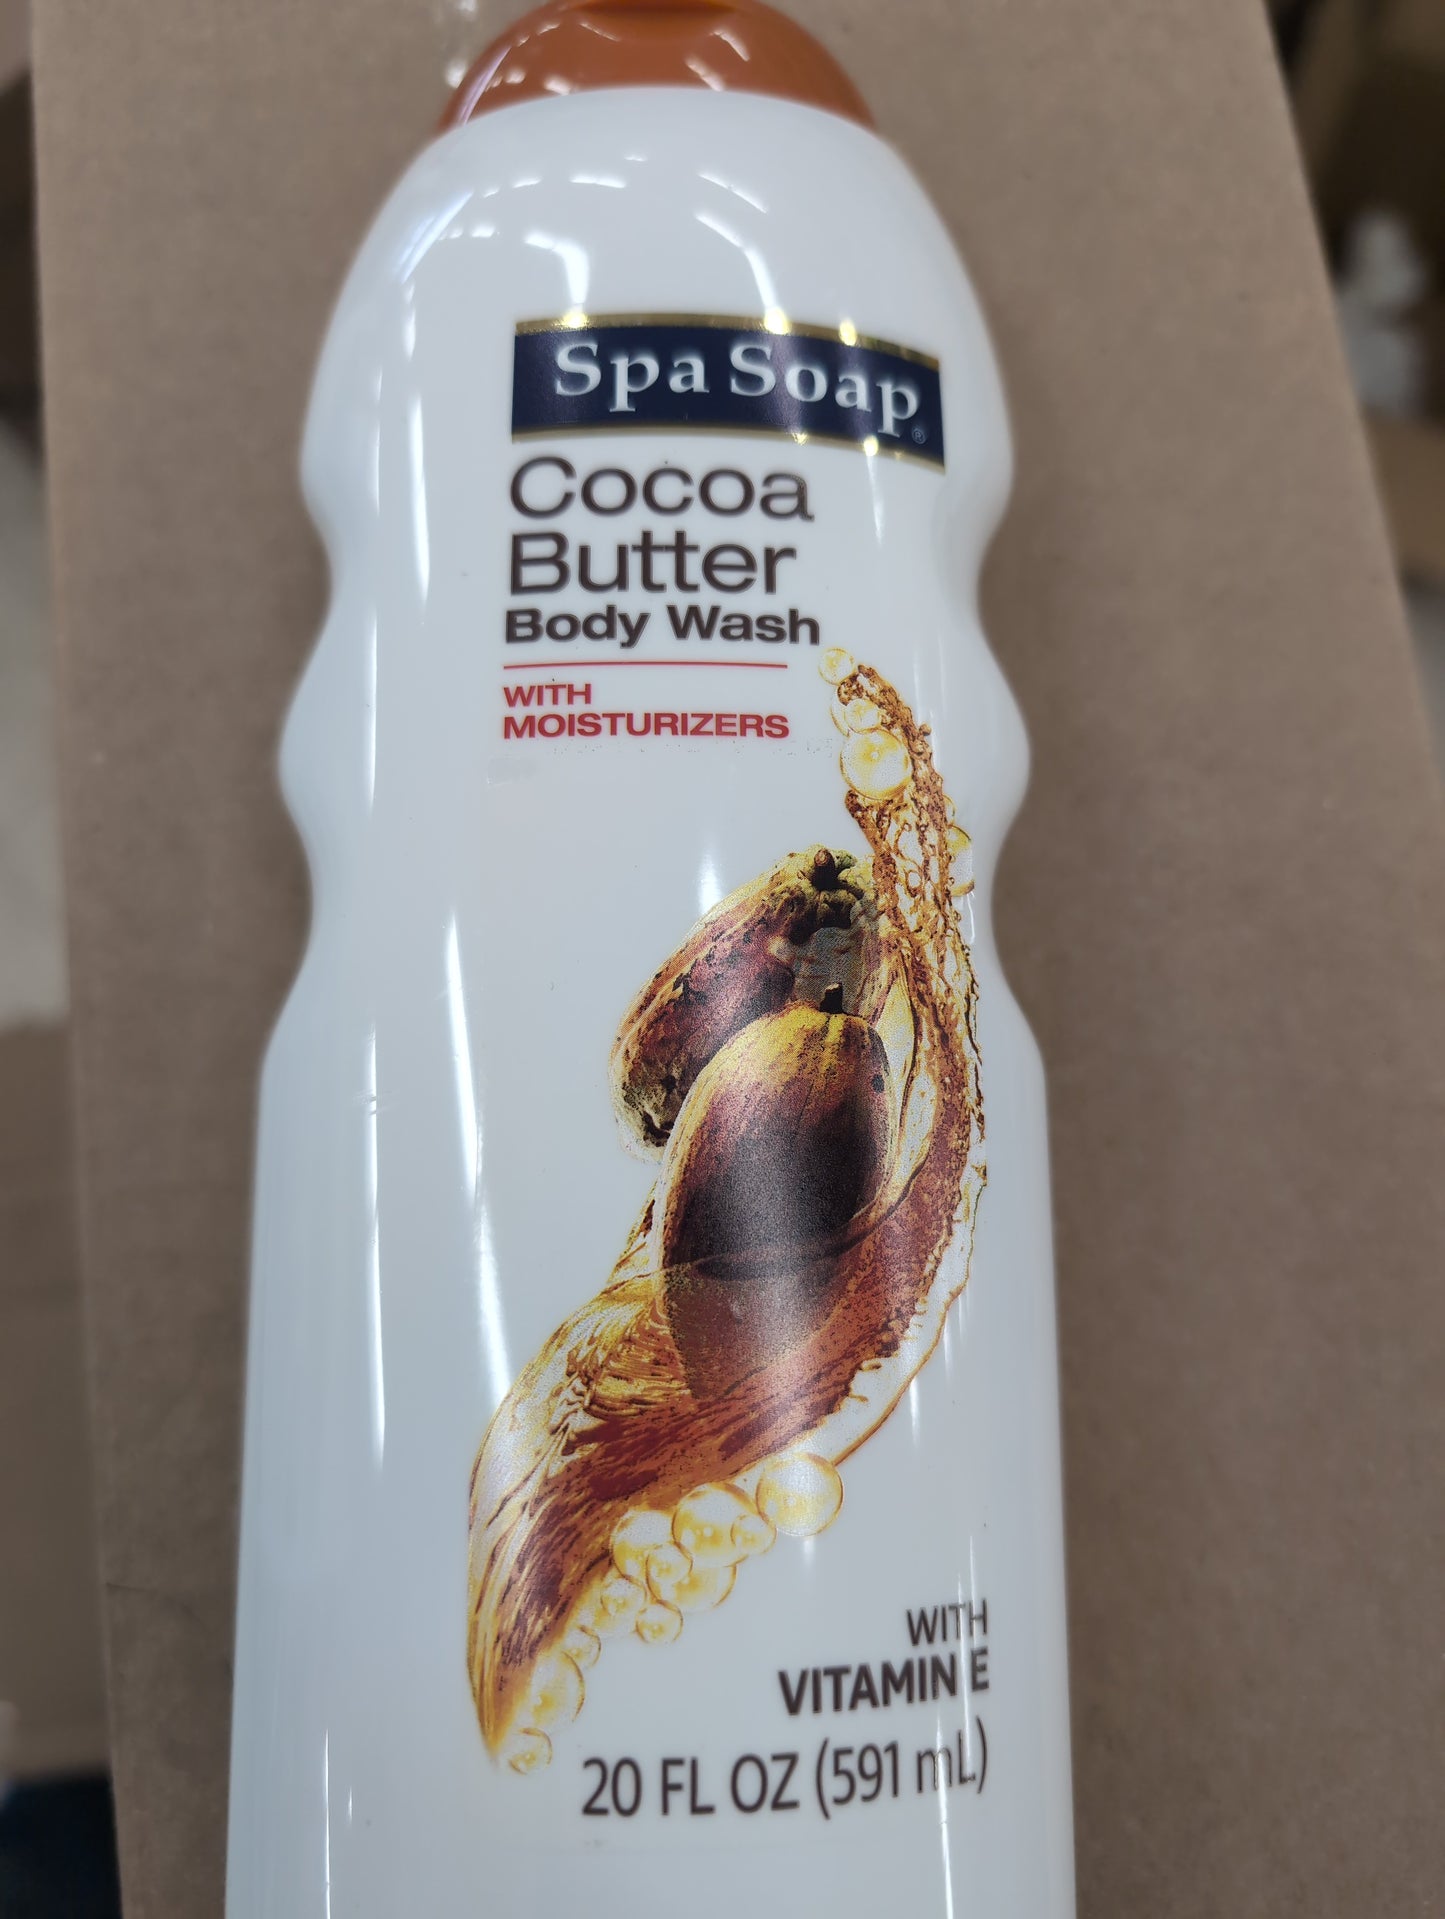 Spa Soap®
Cocoa
Butter
Body Wash
WITH
MOISTURIZERS
WITH
VITAMIN E
20 FL OZ (591 mL)